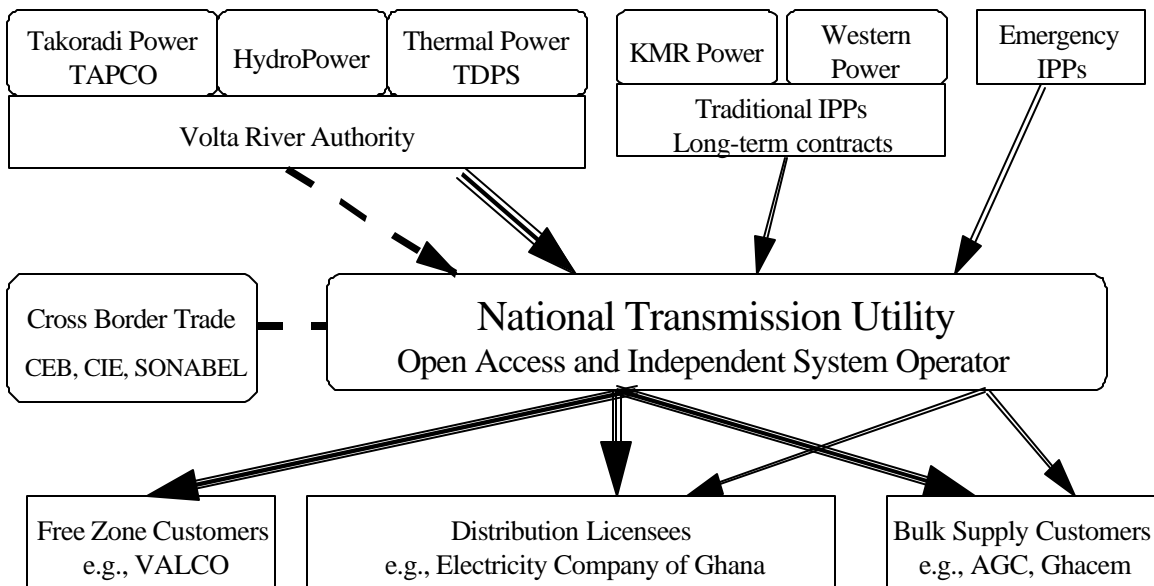 Takoradi Power
TAPCO
HydroPower
Thermal Power
TDPS
Volta River Authority
KMR Power
Western
Power
Traditional IPPs
Long-term contracts
Emergency
IPPs
Cross Border Trade
CEB, CIE, SONABEL
National Transmission Utility
Open Access and Independent System Operator
Free Zone Customers
e.g., VALCO
Distribution Licensees
e.g., Electricity Company of Ghana
Bulk Supply Customers
e.g., AGC, Ghacem